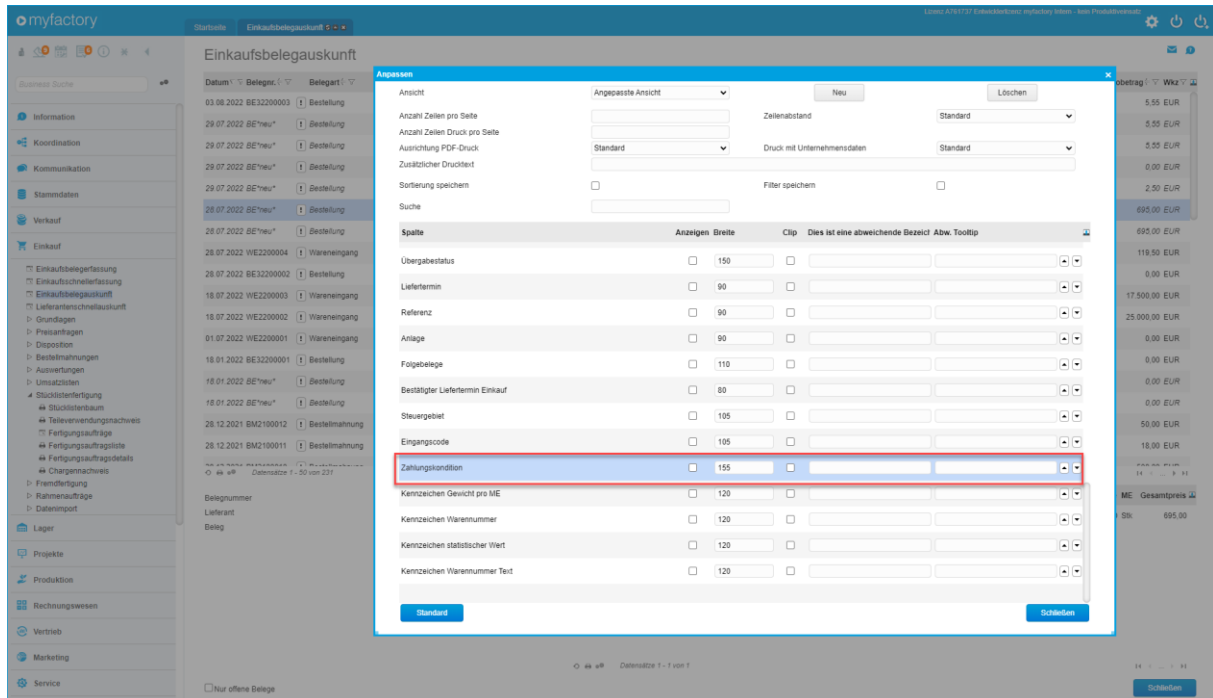 myfactory
Lizenz A761737 Entwicklerlizenz myfactory Intern - kein Produktiveinsatz
Startseite
Einkaufsbelegauskunft
Einkaufsbelegauskunft
Business Suche
Information
Koordination
Kommunikation
Stammdaten
Verkauf
Einkauf
Einkaufsbelegerfassung
Einkaufsschnellerfassung
Einkaufsbelegauskunft
Lieferantenschnellauskunft
Grundlagen
Preisanfragen
Disposition
Bestellmahnungen
Auswertungen
Umsatzlisten
Stücklistenfertigung
Stücklistenbaum
Teileverwendungsnachweis
Fertigungsaufträge
Fertigungsauftragsliste
Fertigungsauftragsdetails
Chargennachweis
Fremdfertigung
Rahmenaufträge
Datenimport
Lager
Projekte
Produktion
Rechnungswesen
Vertrieb
Marketing
Service
Datum Belegnr. Belegart obetrag Wkz
03.08.2022 BE32200003 Bestellung 5,55 EUR
29.07.2022 BE*neu* Bestellung 5,55 EUR
29.07.2022 BE*neu* Bestellung 5,55 EUR
29.07.2022 BE*neu* Bestellung 0,00 EUR
29.07.2022 BE*neu* Bestellung 2,50 EUR
28.07.2022 BE*neu* Bestellung 695,00 EUR
28.07.2022 BE*neu* Bestellung 695,00 EUR
28.07.2022 WE2200004 Wareneingang 119,50 EUR
28.07.2022 BE32200002 Bestellung 0,00 EUR
18.07.2022 WE2200003 Wareneingang 17.500,00 EUR
18.07.2022 WE2200002 Wareneingang 25.000,00 EUR
01.07.2022 WE2200001 Wareneingang 0,00 EUR
18.01.2022 BE32200001 Bestellung 0,00 EUR
18.01.2022 BE*neu* Bestellung 0,00 EUR
18.01.2022 BE*neu* Bestellung 0,00 EUR
28.12.2021 BM2100012 Bestellmahnung 50,00 EUR
28.12.2021 BM2100011 Bestellmahnung 18,00 EUR
Datensätze 1 - 50 von 231
Belegnummer ME Gesamtpreis
Lieferant Stk 695,00
Beleg
Anpassen x
Ansicht Angepasste Ansicht Neu Löschen
Anzahl Zeilen pro Seite Zeilenabstand Standard
Anzahl Zeilen Druck pro Seite
Ausrichtung PDF-Druck Standard Druck mit Unternehmensdaten Standard
Zusätzlicher Drucktext
Sortierung speichern Filter speichern
Suche
Spalte Anzeigen Breite Clip Dies ist eine abweichende Bezeicl Abw. Tooltip
Übergabestatus 150
Liefertermin 90
Referenz 90
Anlage 90
Folgebelege 110
Bestätigter Liefertermin Einkauf 80
Steuergebiet 105
Eingangscode 105
Zahlungskondition 155
Kennzeichen Gewicht pro ME 120
Kennzeichen Warennummer 120
Kennzeichen statistischer Wert 120
Kennzeichen Warennummer Text 120
Standard Schließen
Datensätze 1 - 1 von 1
Nur offene Belege Schließen